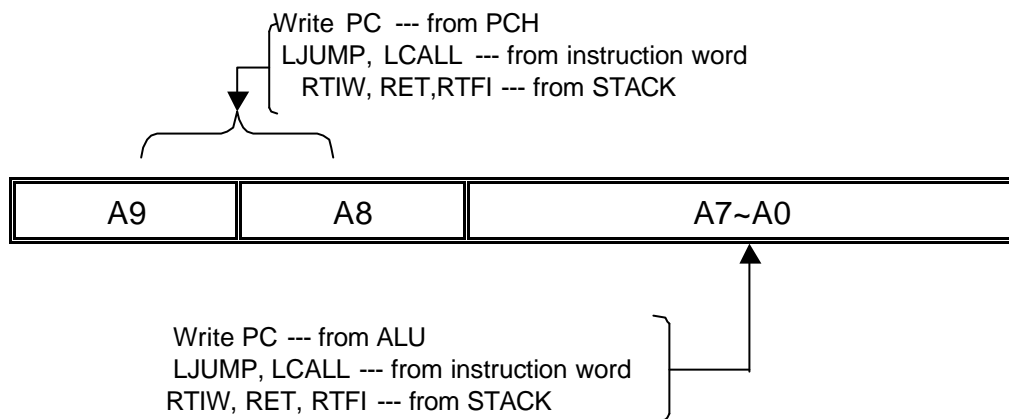 Write PC --- from PCH
LJUMP, LCALL --- from instruction word
RTIW, RET,RTFI --- from STACK
A9 A8 A7~A0
Write PC --- from ALU
LJUMP, LCALL --- from instruction word
RTIW, RET, RTFI --- from STACK